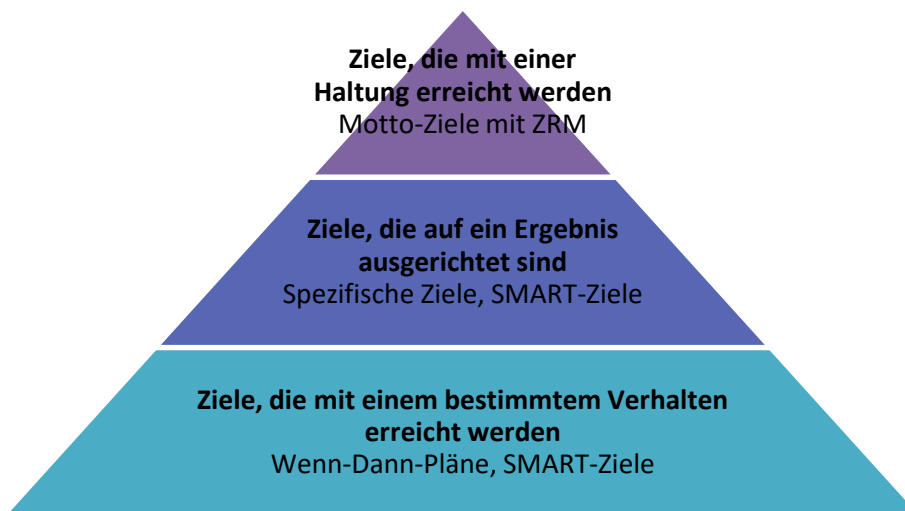 Ziele, die mit einer
Haltung erreicht werden
Motto-Ziele mit ZRM
Ziele, die auf ein Ergebnis
ausgerichtet sind
Spezifische Ziele, SMART-Ziele
Ziele, die mit einem bestimmtem Verhalten
erreicht werden
Wenn-Dann-Pläne, SMART-Ziele